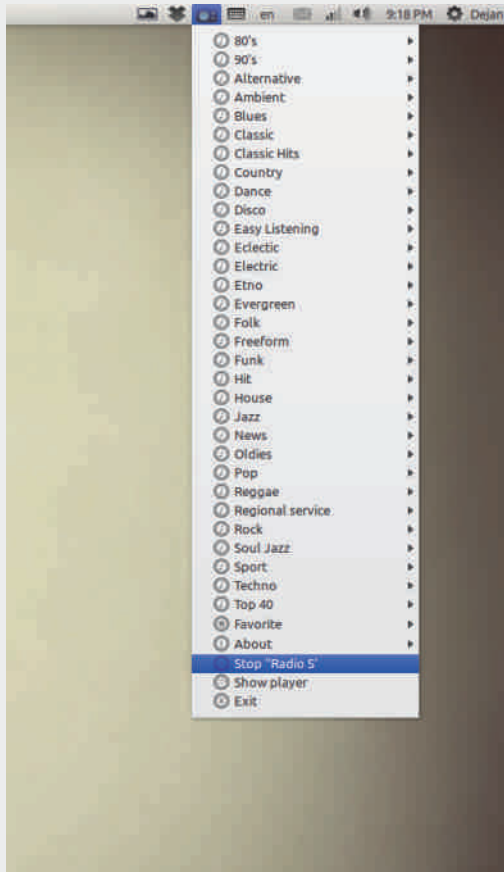 en 9:18 PM Dejan
80's
90's
Alternative
Ambient
Blues
Classic
Classic Hits
Country
Dance
Disco
Easy Listening
Eclectic
Electric
Etno
Evergreen
Folk
Freeform
Funk
Hit
House
Jazz
News
Oldies
Pop
Reggae
Regional service
Rock
Soul Jazz
Sport
Techno
Top 40
Favorite
About
Stop "Radio S"
Show player
Exit